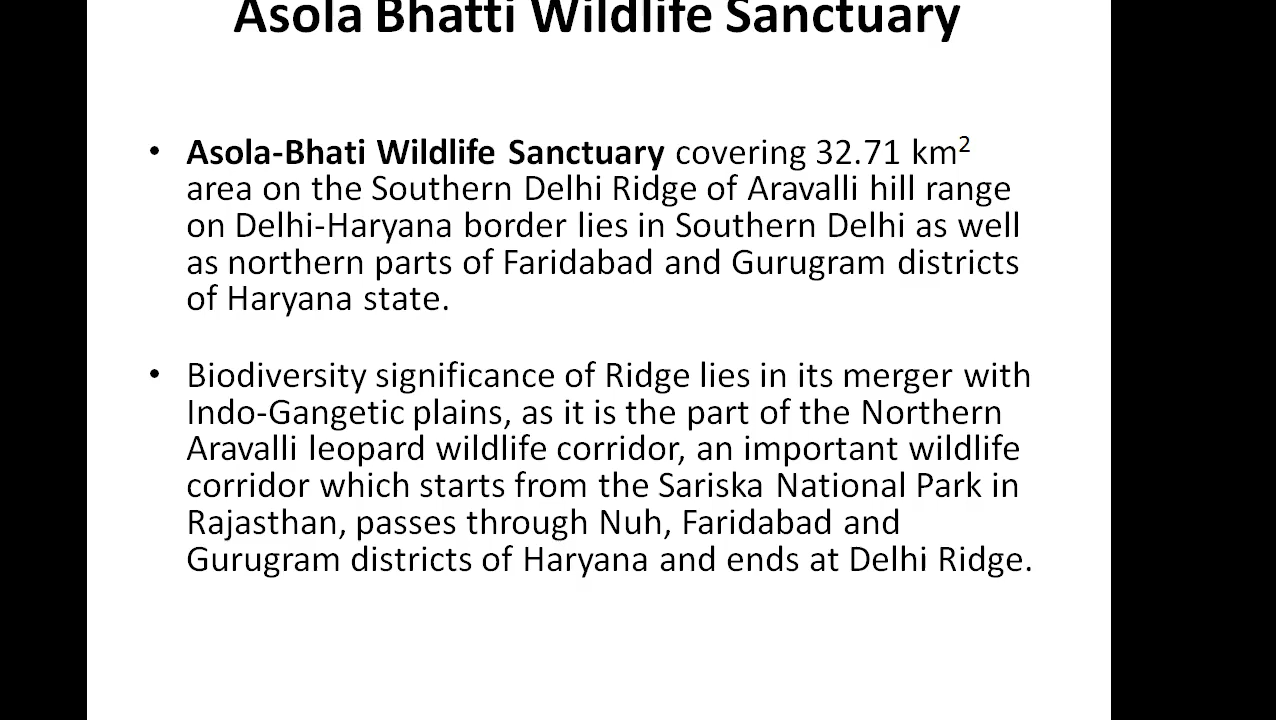 Asola Bhatti Wildlife Sanctuary
• Asola-Bhati Wildlife Sanctuary covering 32.71 km²
area on the Southern Delhi Ridge of Aravalli hill range
on Delhi-Haryana border lies in Southern Delhi as well
as northern parts of Faridabad and Gurugram districts
of Haryana state.
• Biodiversity significance of Ridge lies in its merger with
Indo-Gangetic plains, as it is the part of the Northern
Aravalli leopard wildlife corridor, an important wildlife
corridor which starts from the Sariska National Park in
Rajasthan, passes through Nuh, Faridabad and
Gurugram districts of Haryana and ends at Delhi Ridge.